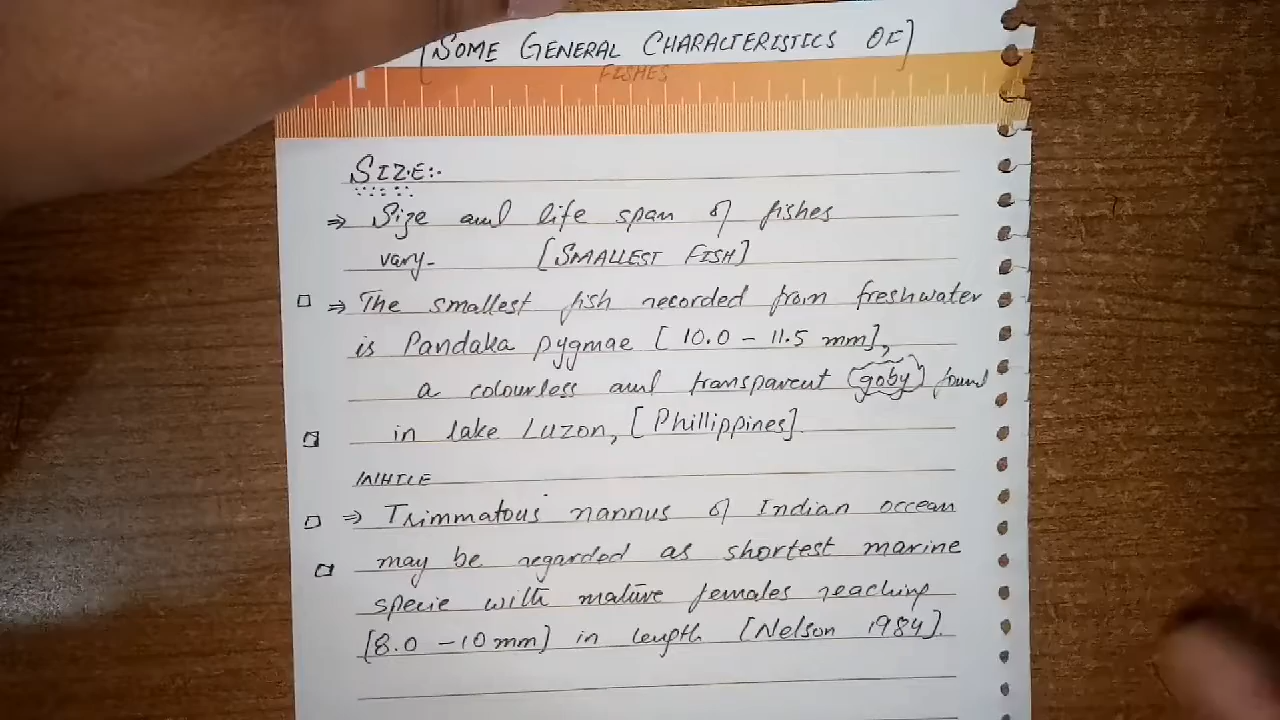 [SOME GENERAL CHARACTERISTICS OF]
FISHES
SIZE:-
⇒ Size and life span of fishes
vary- [SMALLEST FISH]
⇒ The smallest fish recorded from freshwater
is Pandaka pygmae [10.0 - 11.5 mm],
a colourless and transparent (goby) found
in lake Luzon, [Phillippines].
WHILE
⇒ Trimmatous nannus of Indian occean
may be regarded as shortest marine
specie with mature females reaching
[8.0 - 10 mm] in length [Nelson 1984].